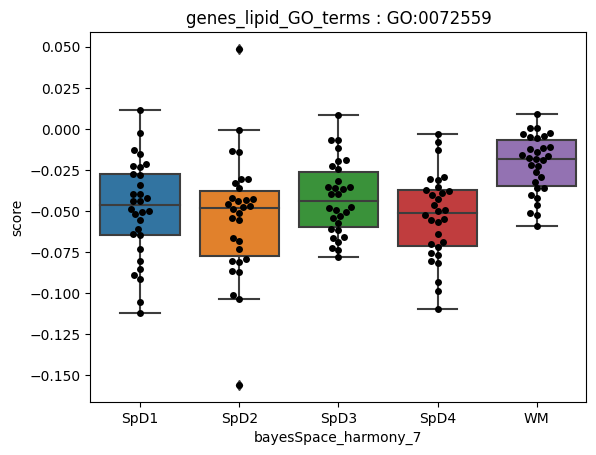 genes_lipid_GO_terms : GO:0072559
0.050
0.025
0.000
−0.025
−0.050
−0.075
−0.100
−0.125
−0.150
score
SpD1 SpD2 SpD3 SpD4 WM
bayesSpace_harmony_7